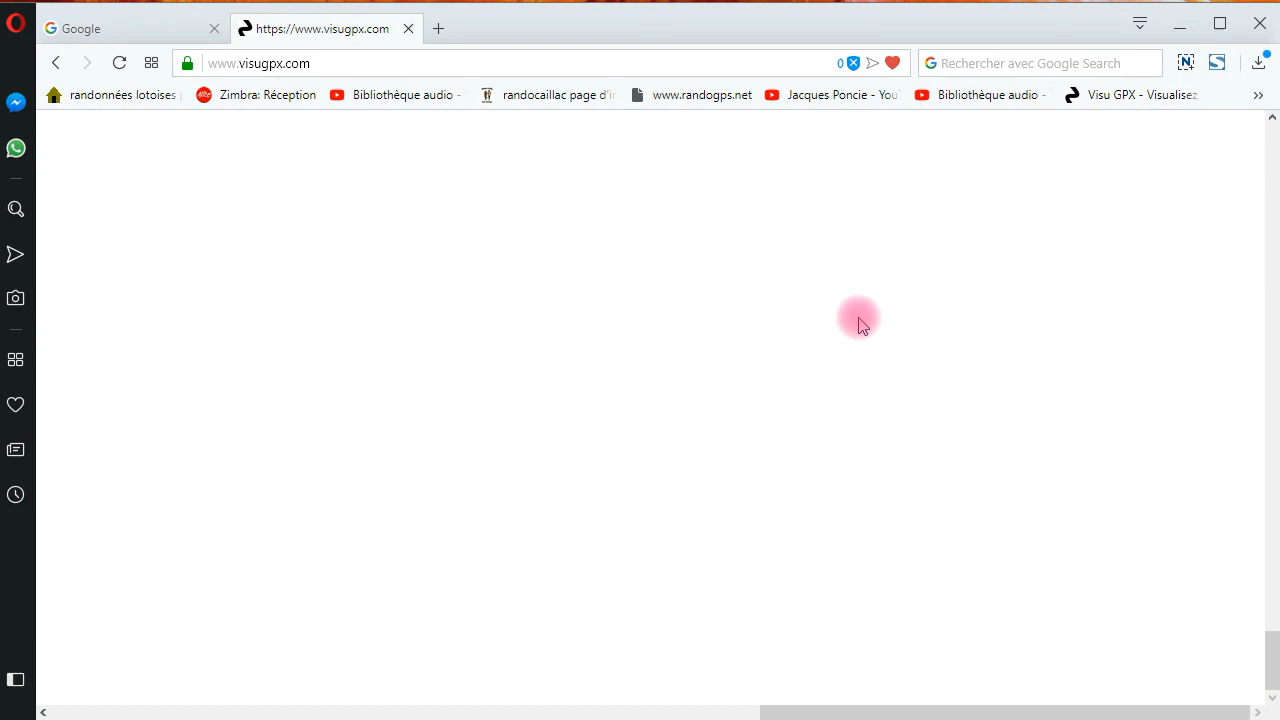 Google
https://www.visugpx.com
www.visugpx.com
0
Rechercher avec Google Search
randonnées lotoises
Zimbra: Réception
Bibliothèque audio -
randocaillac page d'i
www.randogps.net
Jacques Poncie - You
Bibliothèque audio -
Visu GPX - Visualisez